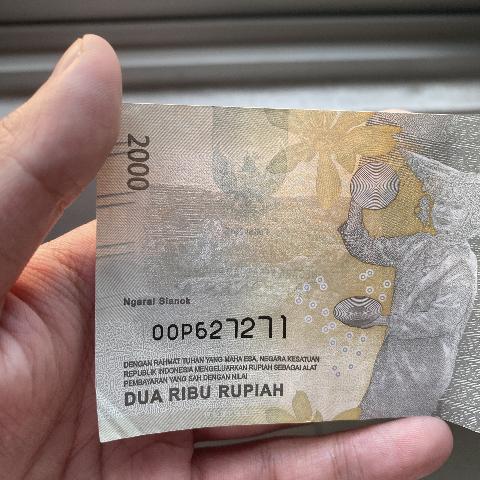 2000
Ngarai Sianok
OOP627271
DENGAN RAHMAT TUHAN YANG MAHA ESA, NEGARA KESATUAN
REPUBLIK INDONESIA MENGELUARKAN RUPIAH SEBAGAI ALAT
PEMBAYARAN YANG SAH DENGAN NILAI
DUA RIBU RUPIAH